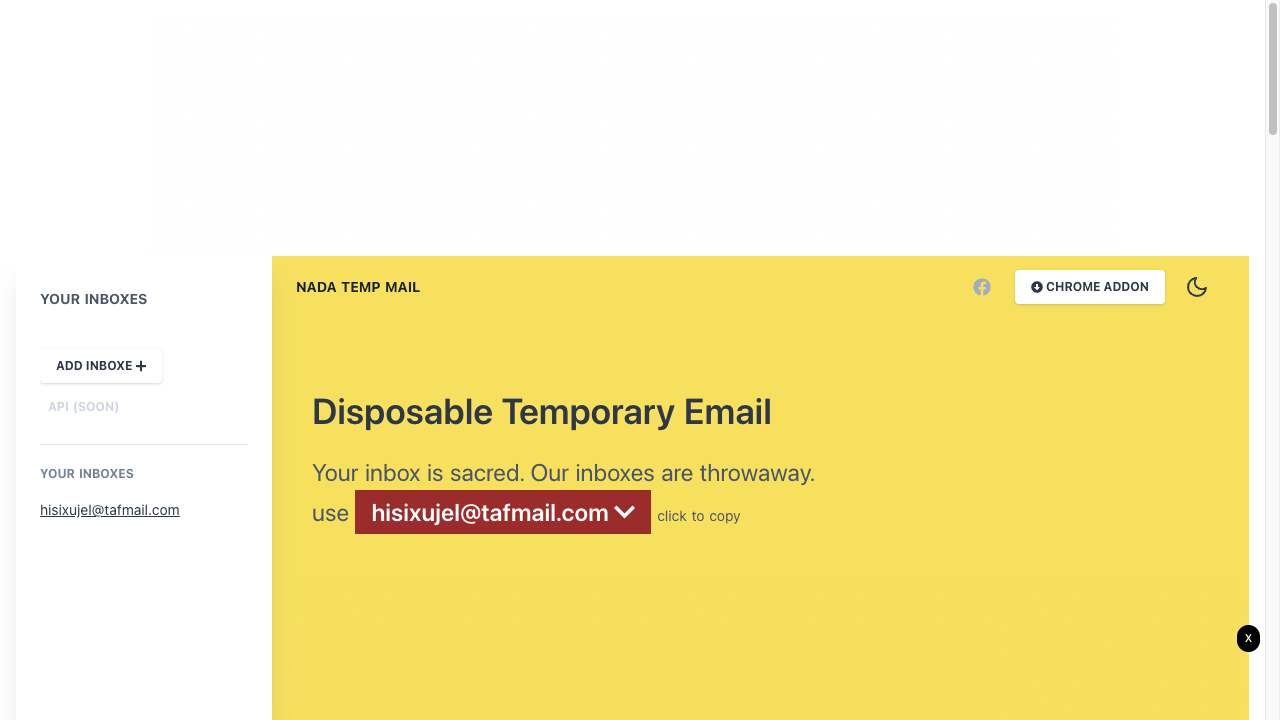 YOUR INBOXES
ADD INBOXE
API (SOON)
YOUR INBOXES
hisixujel@tafmail.com
NADA TEMP MAIL
CHROME ADDON
Disposable Temporary Email
Your inbox is sacred. Our inboxes are throwaway.
use hisixujel@tafmail.com click to copy
X